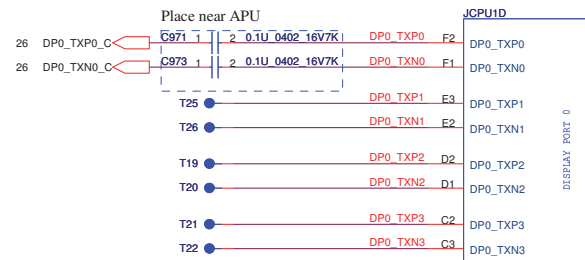 Place near APU
JCPU1D
26 DP0_TXP0_C C971 1 2 0.1U_0402_16V7K DP0_TXP0 F2 DP0_TXP0
26 DP0_TXN0_C C973 1 2 0.1U_0402_16V7K DP0_TXN0 F1 DP0_TXN0
T25 DP0_TXP1 E3 DP0_TXP1
T26 DP0_TXN1 E2 DP0_TXN1
T19 DP0_TXP2 D2 DP0_TXP2
T20 DP0_TXN2 D1 DP0_TXN2
T21 DP0_TXP3 C2 DP0_TXP3
T22 DP0_TXN3 C3 DP0_TXN3
DISPLAY PORT 0